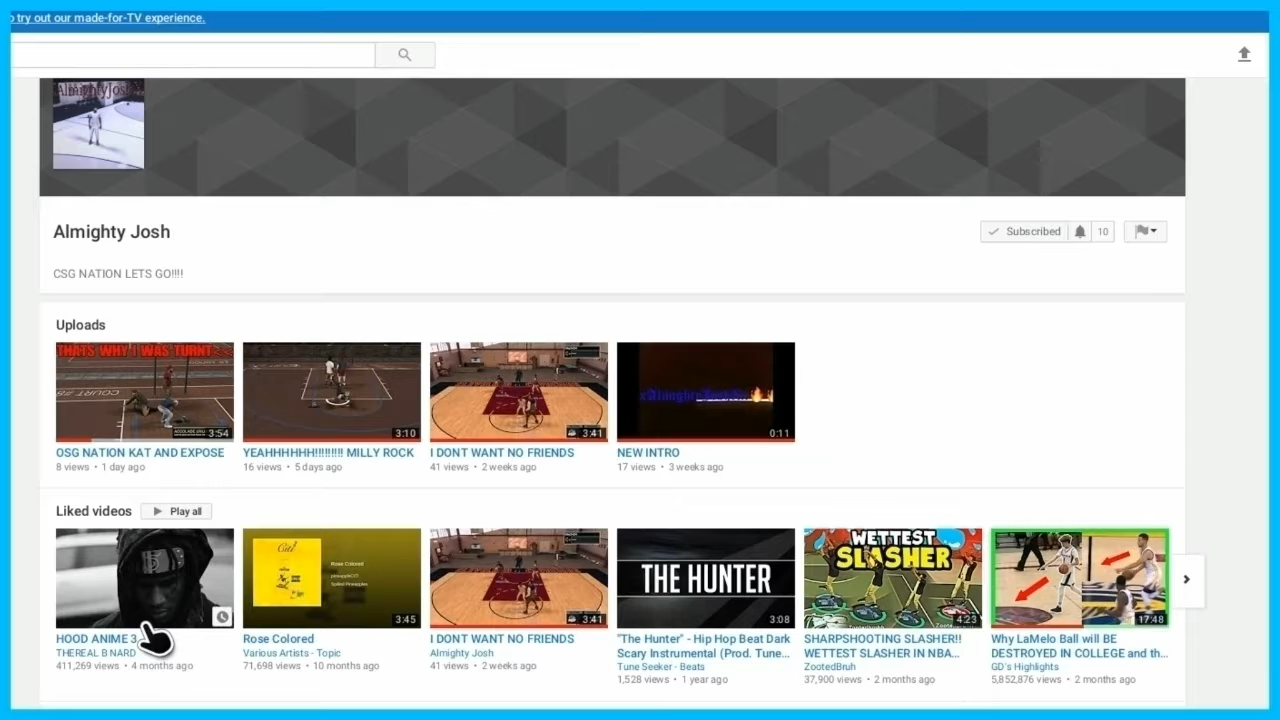 try out our made-for-TV experience.
AlmightyJosh
Almighty Josh
Subscribed
10
CSG NATION LETS GO!!!!
Uploads
THATS WHY I WAS TURNT
3:54
3:10
3:41
0:11
OSG NATION KAT AND EXPOSE
YEAHHHHHH!!!!!!!!! MILLY ROCK
I DONT WANT NO FRIENDS
NEW INTRO
8 views • 1 day ago
16 views • 5 days ago
41 views • 2 weeks ago
17 views • 3 weeks ago
Liked videos
Play all
Citi
Rose Colored
3:45
3:41
THE HUNTER
3:08
WETTEST
SLASHER
4:23
17:48
HOOD ANIME 3
Rose Colored
I DONT WANT NO FRIENDS
"The Hunter" - Hip Hop Beat Dark
Scary Instrumental (Prod. Tune...
SHARPSHOOTING SLASHER!!
WETTEST SLASHER IN NBA...
Why LaMelo Ball will BE
DESTROYED IN COLLEGE and th...
THEREAL B NARD
Various Artists - Topic
Almighty Josh
Tune Seeker - Beats
ZootedBruh
GD's Highlights
411,269 views • 4 months ago
71,698 views • 10 months ago
41 views • 2 weeks ago
1,528 views • 1 year ago
37,900 views • 2 months ago
5,852,876 views • 2 months ago